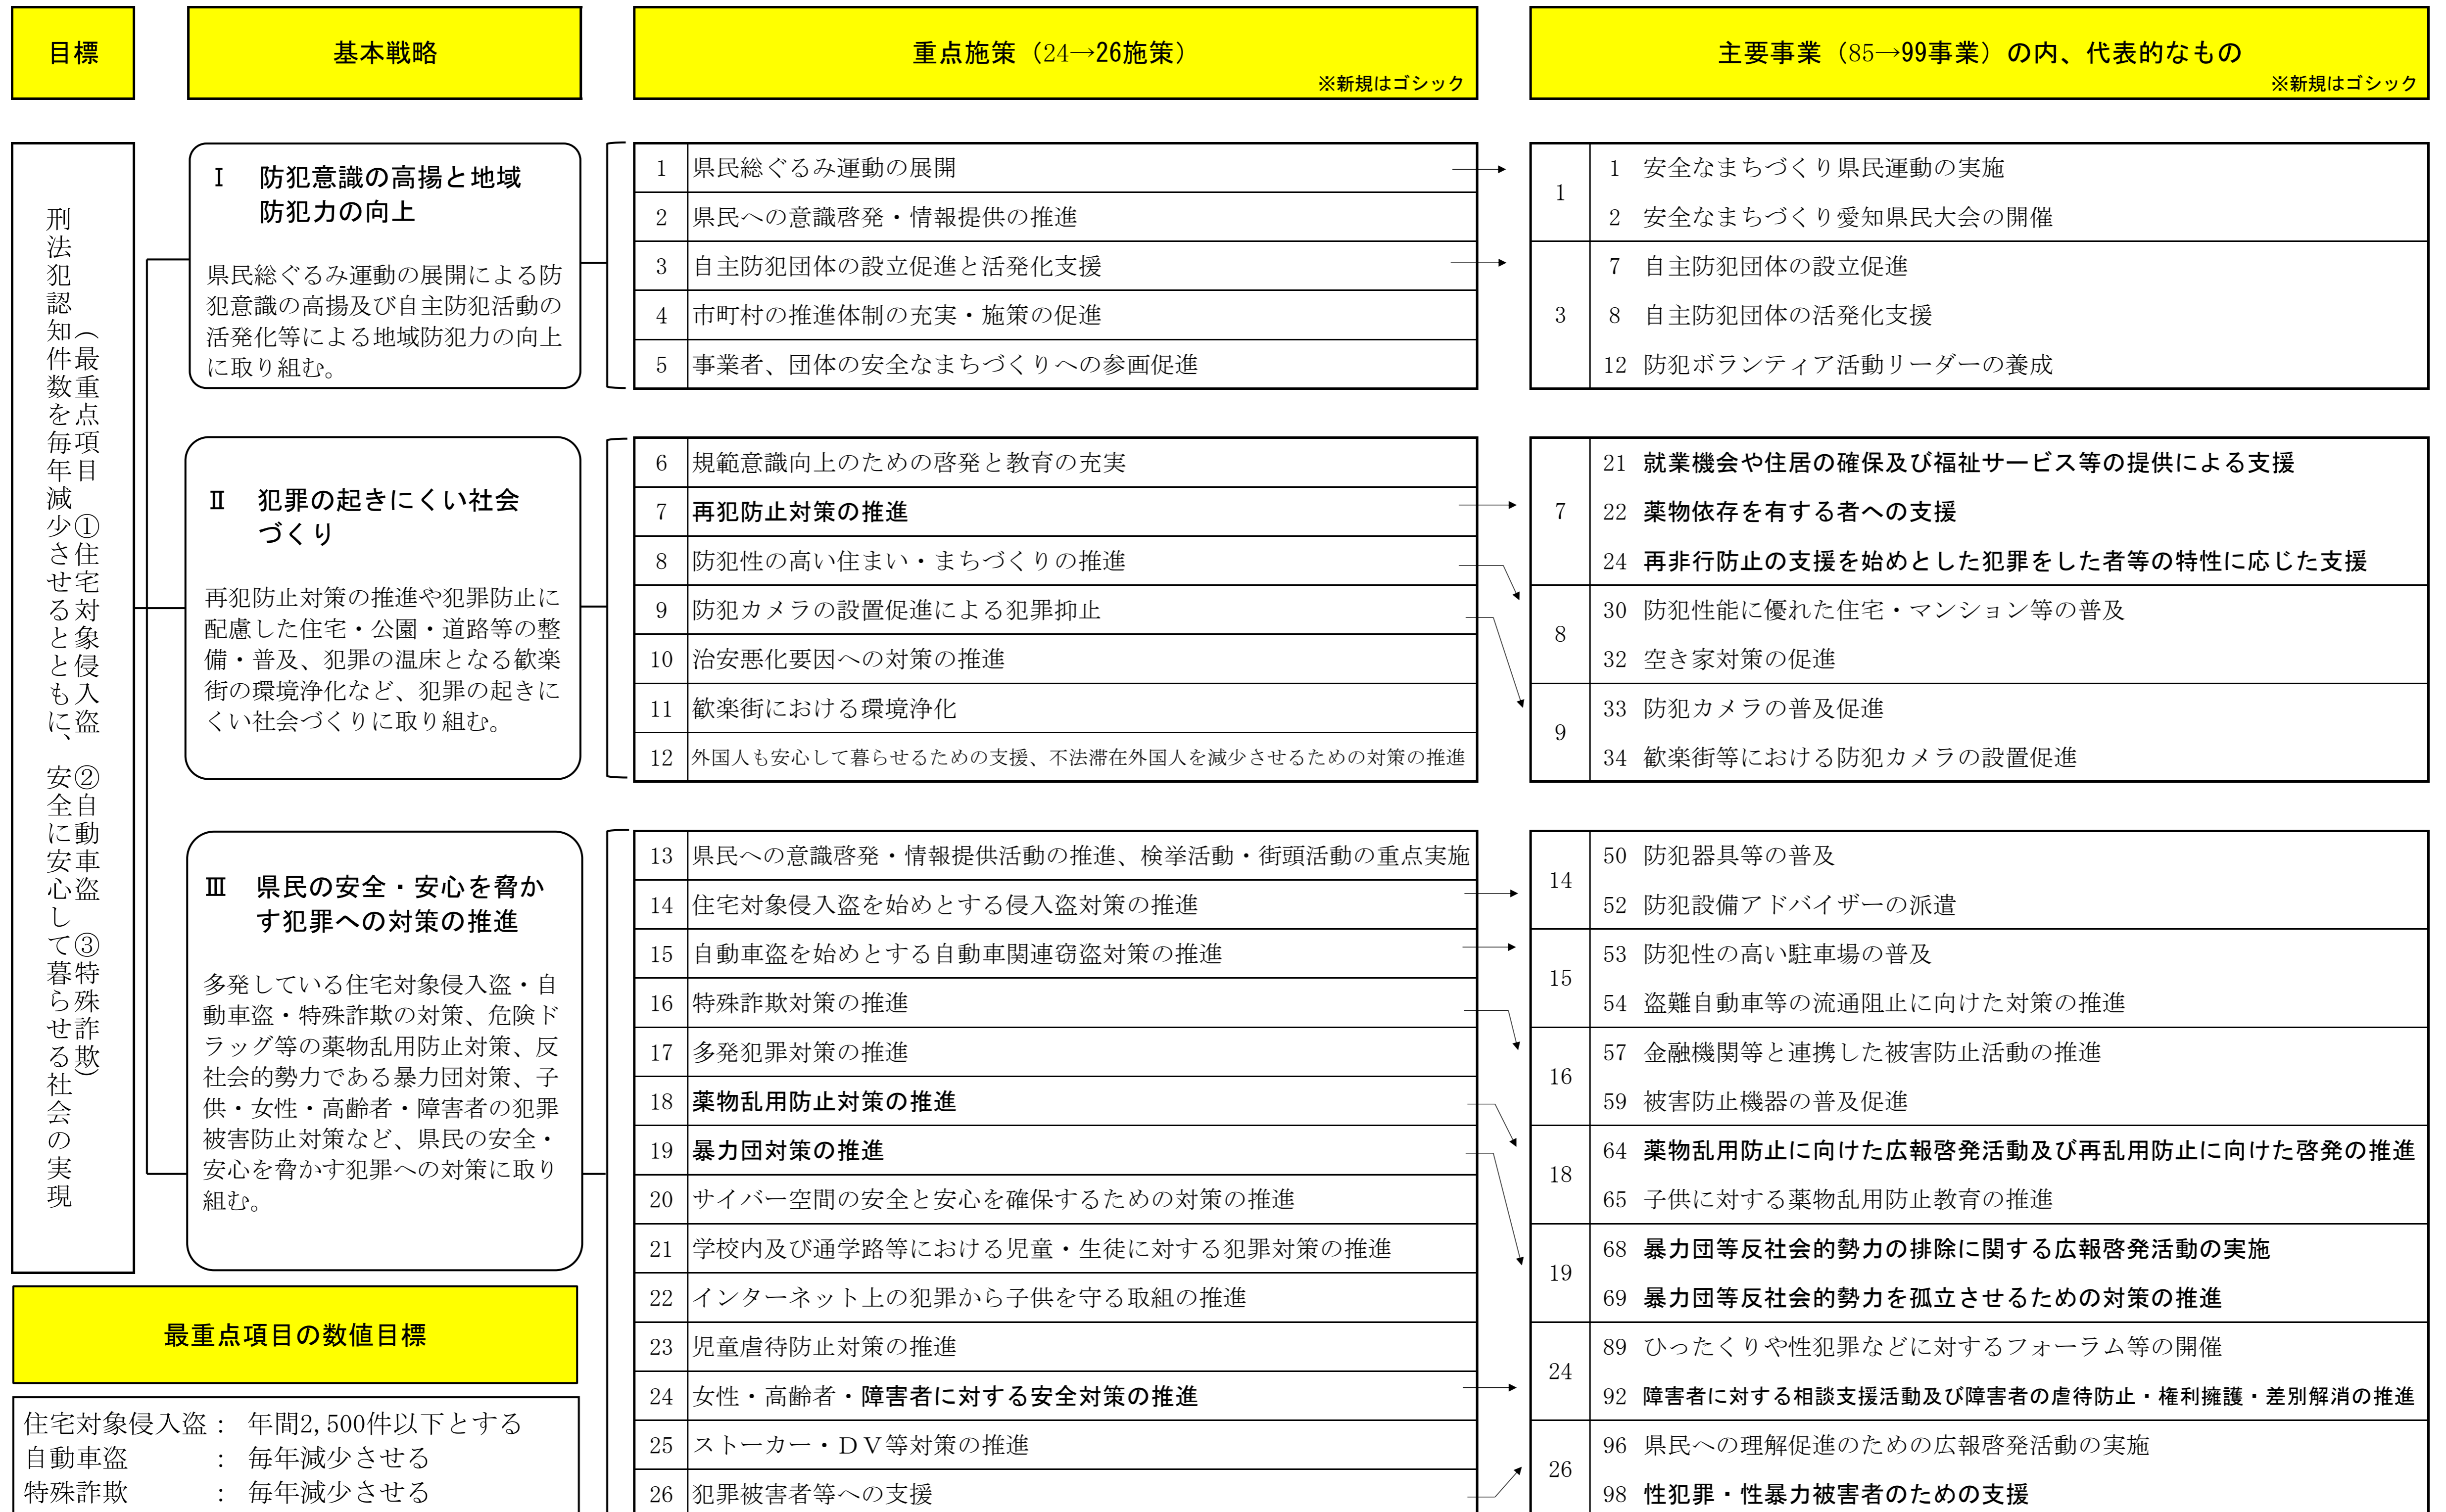 目標
基本戦略
重点施策（24→26施策）
※新規はゴシック
主要事業（85→99事業）の内、代表的なもの
※新規はゴシック
刑法犯認知件数を毎年減少させるとともに、安全に安心して暮らせる社会の実現
（最重点項目　①住宅対象侵入盗　②自動車盗　③特殊詐欺）
Ⅰ　防犯意識の高揚と地域
防犯力の向上
県民総ぐるみ運動の展開による防
犯意識の高揚及び自主防犯活動の
活発化等による地域防犯力の向上
に取り組む。
1 県民総ぐるみ運動の展開
2 県民への意識啓発・情報提供の推進
3 自主防犯団体の設立促進と活発化支援
4 市町村の推進体制の充実・施策の促進
5 事業者、団体の安全なまちづくりへの参画促進
1
1 安全なまちづくり県民運動の実施
2 安全なまちづくり愛知県民大会の開催
3
7 自主防犯団体の設立促進
8 自主防犯団体の活発化支援
12 防犯ボランティア活動リーダーの養成
Ⅱ　犯罪の起きにくい社会
づくり
再犯防止対策の推進や犯罪防止に
配慮した住宅・公園・道路等の整
備・普及、犯罪の温床となる歓楽
街の環境浄化など、犯罪の起きに
くい社会づくりに取り組む。
6 規範意識向上のための啓発と教育の充実
7 再犯防止対策の推進
8 防犯性の高い住まい・まちづくりの推進
9 防犯カメラの設置促進による犯罪抑止
10 治安悪化要因への対策の推進
11 歓楽街における環境浄化
12 外国人も安心して暮らせるための支援、不法滞在外国人を減少させるための対策の推進
7
21 就業機会や住居の確保及び福祉サービス等の提供による支援
22 薬物依存を有する者への支援
24 再非行防止の支援を始めとした犯罪をした者等の特性に応じた支援
8
30 防犯性能に優れた住宅・マンション等の普及
32 空き家対策の促進
9
33 防犯カメラの普及促進
34 歓楽街等における防犯カメラの設置促進
Ⅲ　県民の安全・安心を脅か
す犯罪への対策の推進
多発している住宅対象侵入盗・自
動車盗・特殊詐欺の対策、危険ド
ラッグ等の薬物乱用防止対策、反
社会的勢力である暴力団対策、子
供・女性・高齢者・障害者の犯罪
被害防止対策など、県民の安全・
安心を脅かす犯罪への対策に取り
組む。
13 県民への意識啓発・情報提供活動の推進、検挙活動・街頭活動の重点実施
14 住宅対象侵入盗を始めとする侵入盗対策の推進
15 自動車盗を始めとする自動車関連窃盗対策の推進
16 特殊詐欺対策の推進
17 多発犯罪対策の推進
18 薬物乱用防止対策の推進
19 暴力団対策の推進
20 サイバー空間の安全と安心を確保するための対策の推進
21 学校内及び通学路等における児童・生徒に対する犯罪対策の推進
22 インターネット上の犯罪から子供を守る取組の推進
23 児童虐待防止対策の推進
24 女性・高齢者・障害者に対する安全対策の推進
25 ストーカー・ＤＶ等対策の推進
26 犯罪被害者等への支援
14
50 防犯器具等の普及
52 防犯設備アドバイザーの派遣
15
53 防犯性の高い駐車場の普及
54 盗難自動車等の流通阻止に向けた対策の推進
16
57 金融機関等と連携した被害防止活動の推進
59 被害防止機器の普及促進
18
64 薬物乱用防止に向けた広報啓発活動及び再乱用防止に向けた啓発の推進
65 子供に対する薬物乱用防止教育の推進
19
68 暴力団等反社会的勢力の排除に関する広報啓発活動の実施
69 暴力団等反社会的勢力を孤立させるための対策の推進
24
89 ひったくりや性犯罪などに対するフォーラム等の開催
92 障害者に対する相談支援活動及び障害者の虐待防止・権利擁護・差別解消の推進
26
96 県民への理解促進のための広報啓発活動の実施
98 性犯罪・性暴力被害者のための支援
最重点項目の数値目標
住宅対象侵入盗： 年間2,500件以下とする
自動車盗　　　： 毎年減少させる
特殊詐欺　　　： 毎年減少させる